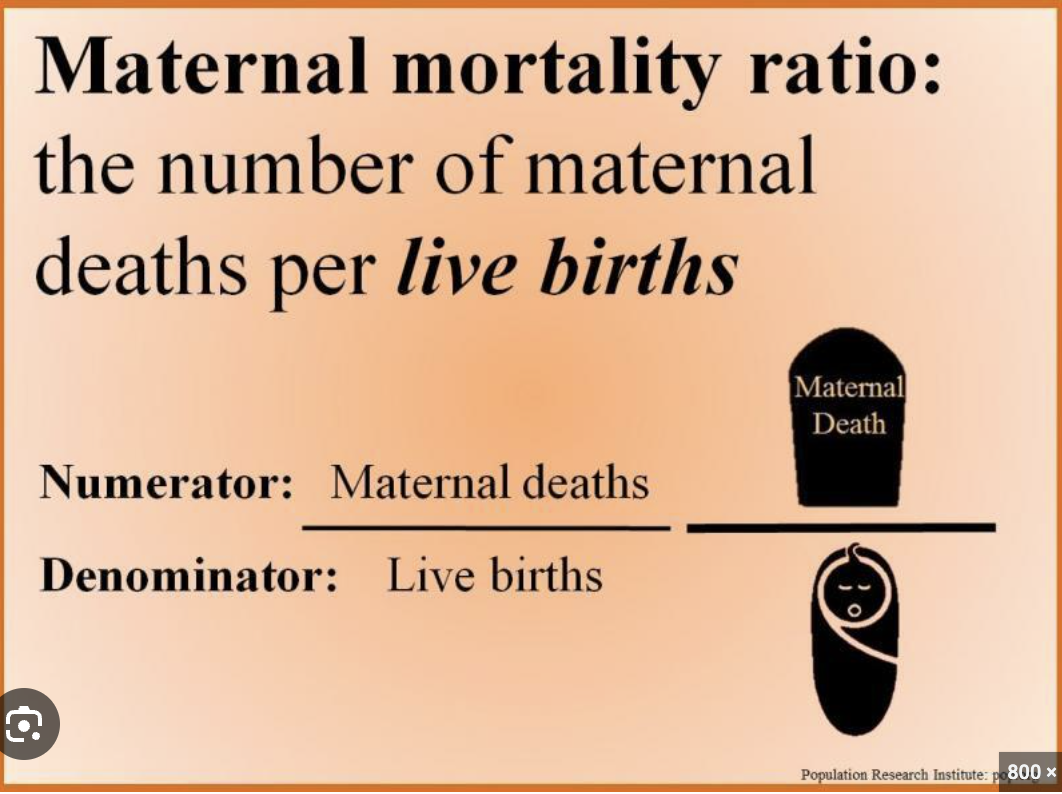 Maternal mortality ratio:
the number of maternal
deaths per live births
Maternal
Death
Numerator: Maternal deaths
Denominator: Live births
Population Research Institute:
800 ×